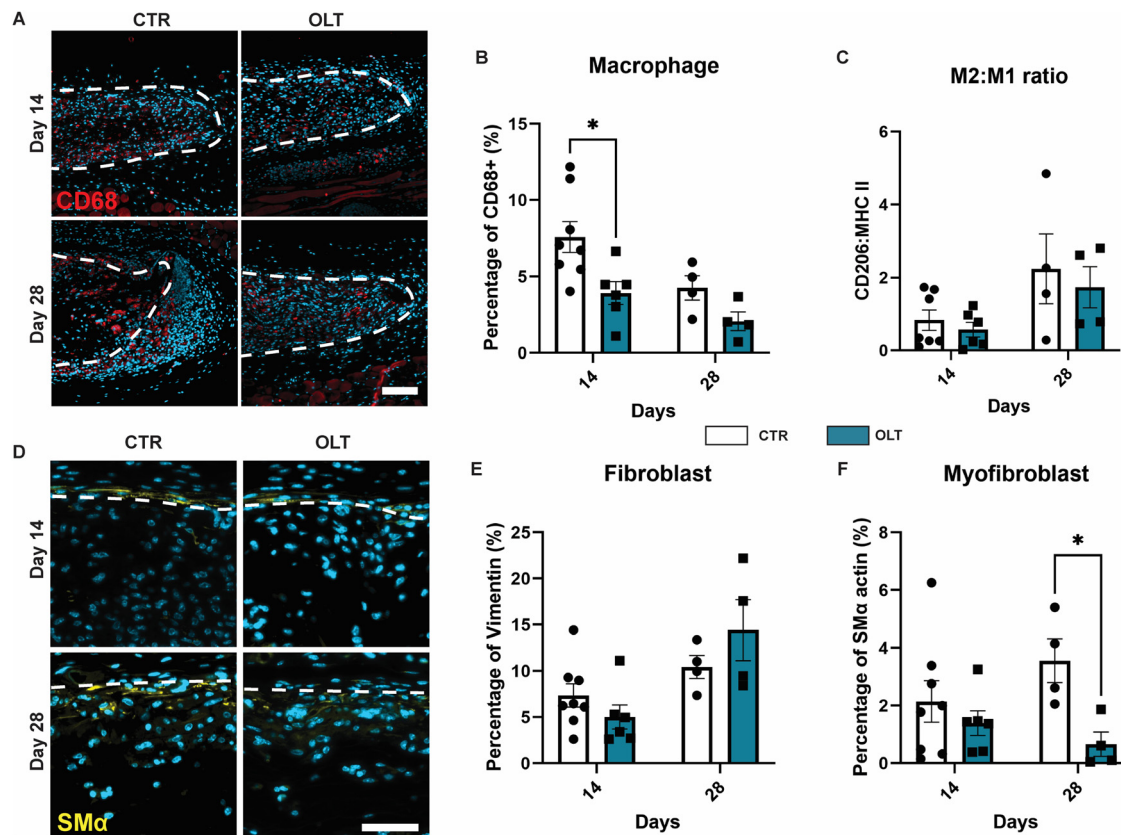 A
CTR
OLT
Day 14
Day 28
CD68
B
Macrophage
Percentage of CD68+ (%)
15
10
5
0
*
14
28
Days
C
M2:M1 ratio
CD206:MHC II
6
4
2
0
14
28
Days
CTR
OLT
D
CTR
OLT
Day 14
Day 28
SMα
E
Fibroblast
Percentage of Vimentin (%)
25
20
15
10
5
0
14
28
Days
F
Myofibroblast
Percentage of SMα actin (%)
8
6
4
2
0
*
14
28
Days